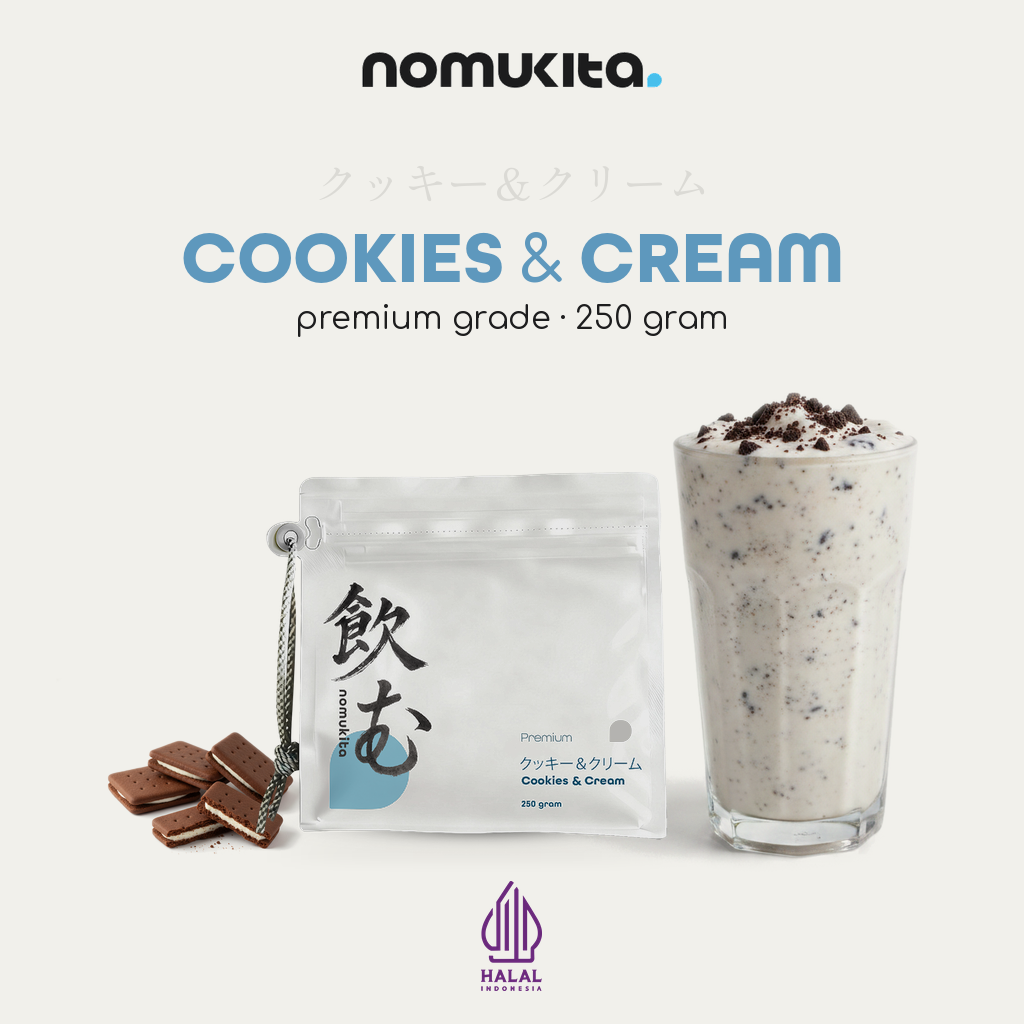 nomukita.
クッキー＆クリーム
COOKIES & CREAM
premium grade · 250 gram
飲む
nomukita
Premium
クッキー＆クリーム
Cookies & Cream
250 gram
HALAL
INDONESIA